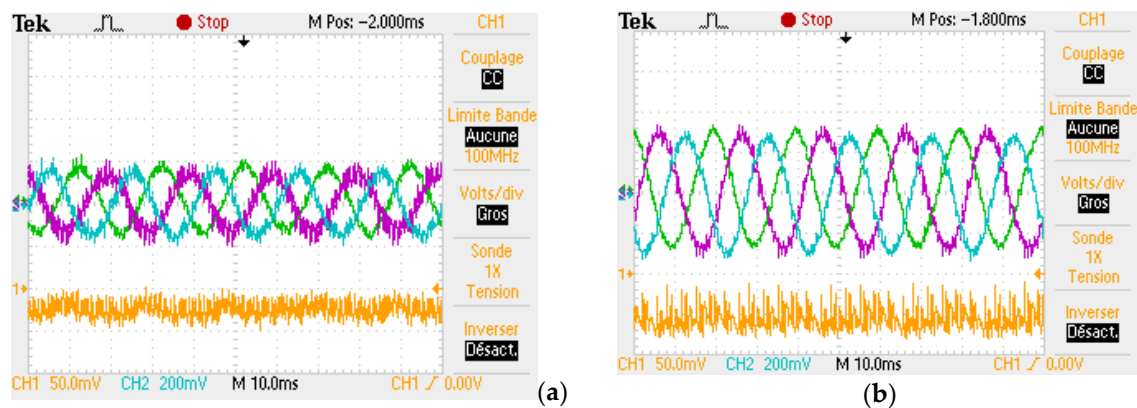 Tek Stop M Pos: -2.000ms CH1
Couplage
CC
Limite Bande
Aucune
100MHz
Volts/div
Gros
Sonde
1X
Tension
1
Inverser
Désact.
CH1 50.0mV CH2 200mV M 10.0ms CH1 0.00V
(a)
Tek Stop M Pos: -1.800ms CH1
Couplage
CC
Limite Bande
Aucune
100MHz
Volts/div
Gros
Sonde
1X
Tension
1
Inverser
Désact.
CH1 50.0mV CH2 200mV M 10.0ms CH1 0.00V
(b)